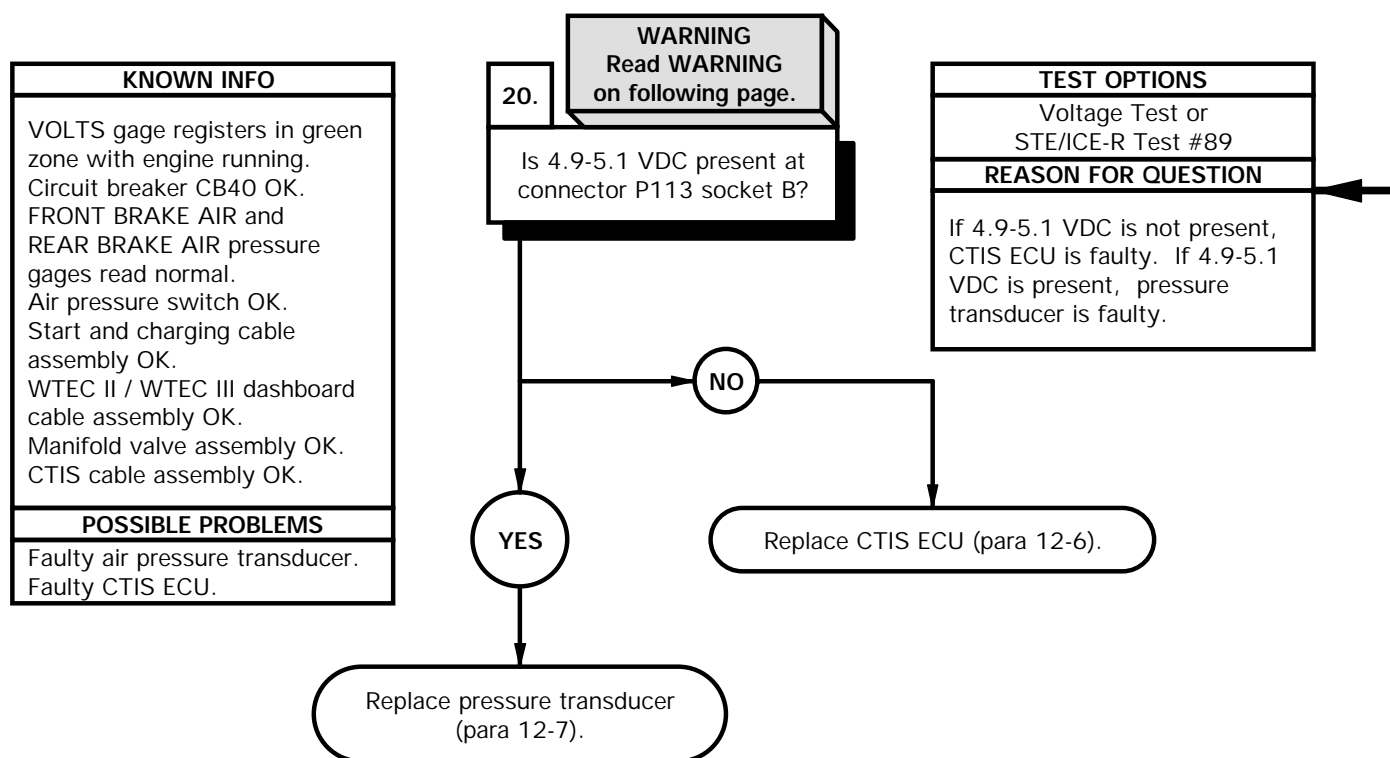 KNOWN INFO
VOLTS gage registers in green
zone with engine running.
Circuit breaker CB40 OK.
FRONT BRAKE AIR and
REAR BRAKE AIR pressure
gages read normal.
Air pressure switch OK.
Start and charging cable
assembly OK.
WTEC II / WTEC III dashboard
cable assembly OK.
Manifold valve assembly OK.
CTIS cable assembly OK.
POSSIBLE PROBLEMS
Faulty air pressure transducer.
Faulty CTIS ECU.
20.
WARNING
Read WARNING
on following page.
Is 4.9-5.1 VDC present at
connector P113 socket B?
TEST OPTIONS
Voltage Test or
STE/ICE-R Test #89
REASON FOR QUESTION
If 4.9-5.1 VDC is not present,
CTIS ECU is faulty.  If 4.9-5.1
VDC is present,  pressure
transducer is faulty.
NO
YES
Replace CTIS ECU (para 12-6).
Replace pressure transducer
(para 12-7).